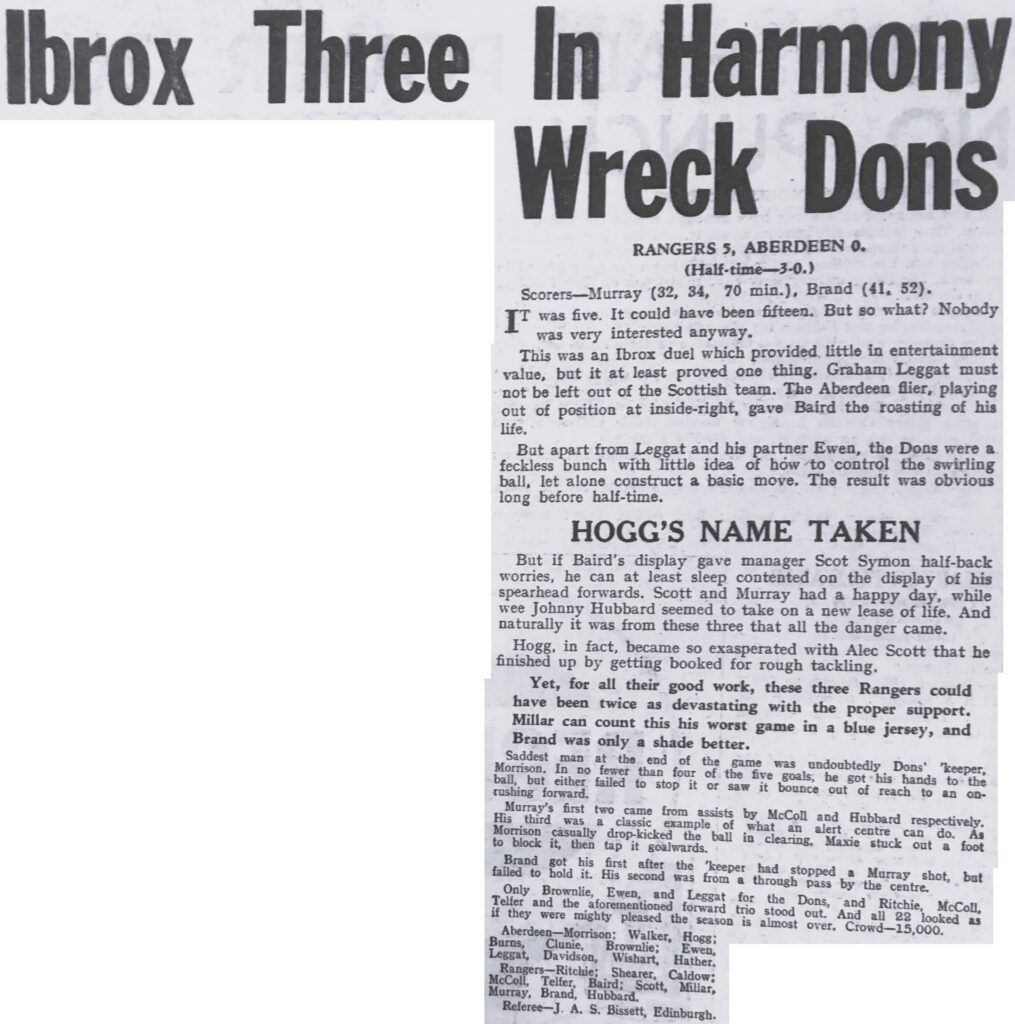 Ibrox Three In Harmony
Wreck Dons
RANGERS 5, ABERDEEN 0.
(Half-time—3-0.)
Scorers—Murray (32, 34, 70 min.), Brand (41, 52).
IT was five. It could have been fifteen. But so what? Nobody
was very interested anyway.
This was an Ibrox duel which provided little in entertainment
value, but it at least proved one thing. Graham Leggat must
not be left out of the Scottish team. The Aberdeen flier, playing
out of position at inside-right, gave Baird the roasting of his
life.
But apart from Leggat and his partner Ewen, the Dons were a
feckless bunch with little idea of how to control the swirling
ball, let alone construct a basic move. The result was obvious
long before half-time.
HOGG'S NAME TAKEN
But if Baird's display gave manager Scot Symon half-back
worries, he can at least sleep contented on the display of his
spearhead forwards. Scott and Murray had a happy day, while
wee Johnny Hubbard seemed to take on a new lease of life. And
naturally it was from these three that all the danger came.
Hogg, in fact, became so exasperated with Alec Scott that he
finished up by getting booked for rough tackling.
Yet, for all their good work, these three Rangers could
have been twice as devastating with the proper support.
Millar can count this his worst game in a blue jersey, and
Brand was only a shade better.
Saddest man at the end of the game was undoubtedly Dons' 'keeper,
Morrison. In no fewer than four of the five goals, he got his hands to the
ball, but either failed to stop it or saw it bounce out of reach to an on-
rushing forward.
Murray's first two came from assists by McColl and Hubbard respectively.
His third was a classic example of what an alert centre can do. As
Morrison casually drop-kicked the ball in clearing, Maxie stuck out a foot
to block it, then tap it goalwards.
Brand got his first after the 'keeper had stopped a Murray shot, but
failed to hold it. His second was from a through pass by the centre.
Only Brownlie, Ewen, and Leggat for the Dons, and Ritchie, McColl,
Telfer and the aforementioned forward trio stood out. And all 22 looked as
if they were mighty pleased the season is almost over. Crowd—15,000.
Aberdeen—Morrison; Walker, Hogg;
Burns, Clunie, Brownlie; Ewen,
Leggat, Davidson, Wishart, Hather.
Rangers—Ritchie; Shearer, Caldow;
McColl, Telfer, Baird; Scott, Millar,
Murray, Brand, Hubbard.
Referee—J. A. S. Bissett, Edinburgh.